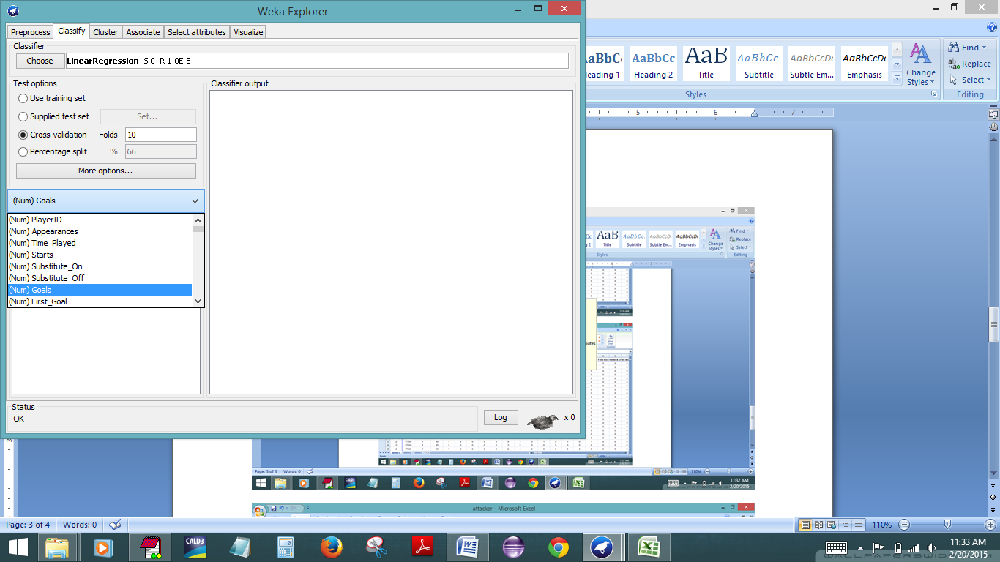 Weka Explorer
Preprocess Classify Cluster Associate Select attributes Visualize
Classifier
Choose LinearRegression -S 0 -R 1.0E-8
Test options
Use training set
Supplied test set Set...
Cross-validation Folds 10
Percentage split % 66
More options...
(Num) Goals
(Num) PlayerID
(Num) Appearances
(Num) Time_Played
(Num) Starts
(Num) Substitute_On
(Num) Substitute_Off
(Num) Goals
(Num) First_Goal
Classifier output
Status
OK
Log x 0
AaBbCc AaBbCc AaB AaBbCc. AaBbCcDc AaBbCcDc
Heading 2 Title Subtitle Subtle Em... Emphasis
Change
Styles
Find
Replace
Select
Styles Editing
5 6 7
AaB AaBbCc. AaBbCcDc AaBbCcDc
Title Subtitle Subtle Em... Emphasis
Change
Styles
Find
Replace
Select
Styles Editing
Page: 3 of 3 Words: 0 110%
CALD3
11:32 AM
2/20/2015
attacker - Microsoft Excel
Page: 3 of 4 Words: 0 110%
CALD3
11:33 AM
2/20/2015